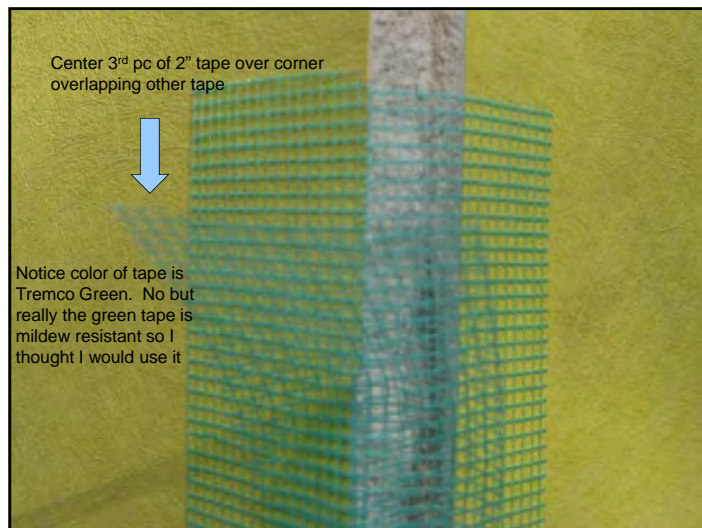 Center 3rd pc of 2” tape over corner
overlapping other tape
Notice color of tape is
Tremco Green. No but
really the green tape is
mildew resistant so I
thought I would use it